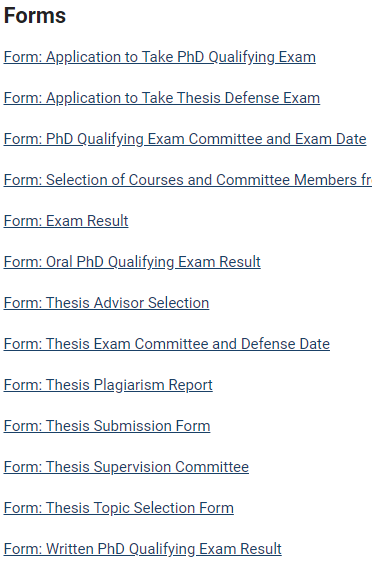 Forms
Form: Application to Take PhD Qualifying Exam
Form: Application to Take Thesis Defense Exam
Form: PhD Qualifying Exam Committee and Exam Date
Form: Selection of Courses and Committee Members
Form: Exam Result
Form: Oral PhD Qualifying Exam Result
Form: Thesis Advisor Selection
Form: Thesis Exam Committee and Defense Date
Form: Thesis Plagiarism Report
Form: Thesis Submission Form
Form: Thesis Supervision Committee
Form: Thesis Topic Selection Form
Form: Written PhD Qualifying Exam Result